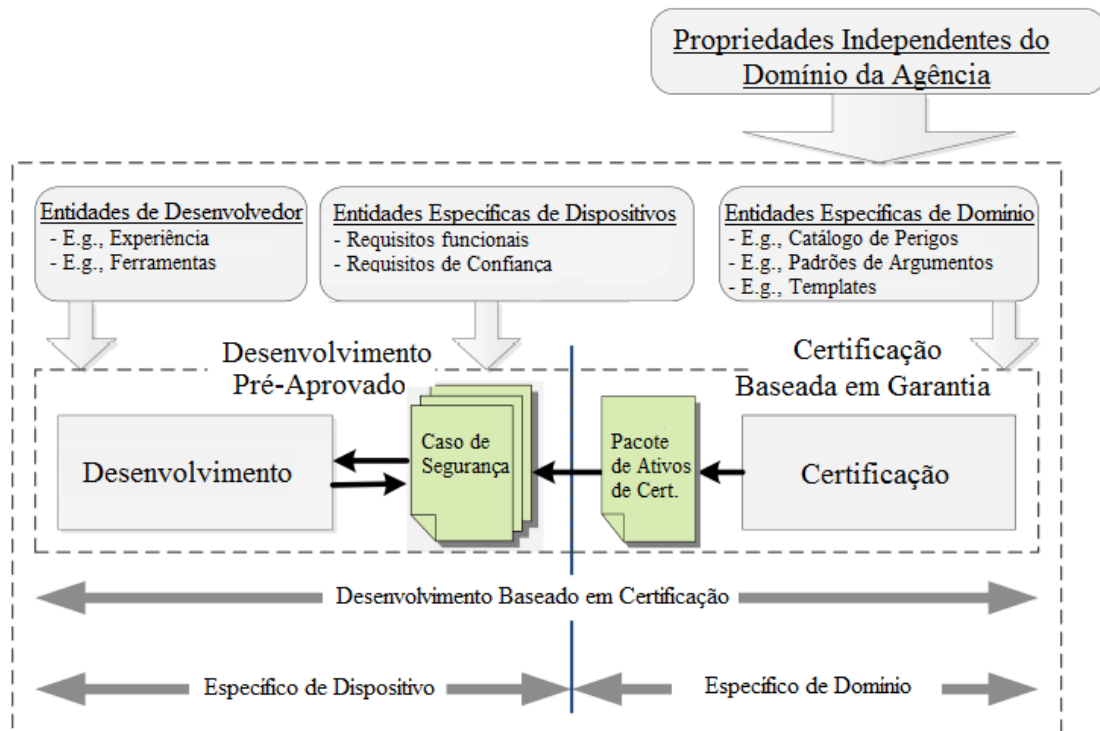 Propriedades Independentes do
Domínio da Agência
Entidades de Desenvolvedor
- E.g., Experiência
- E.g., Ferramentas
Entidades Específicas de Dispositivos
- Requisitos funcionais
- Requisitos de Confiança
Entidades Específicas de Domínio
- E.g., Catálogo de Perigos
- E.g., Padrões de Argumentos
- E.g., Templates
Desenvolvimento
Pré-Aprovado
Certificação
Baseada em Garantia
Desenvolvimento
Caso de
Segurança
Pacote
de Ativos
de Cert.
Certificação
Desenvolvimento Baseado em Certificação
Específico de Dispositivo
Específico de Domínio